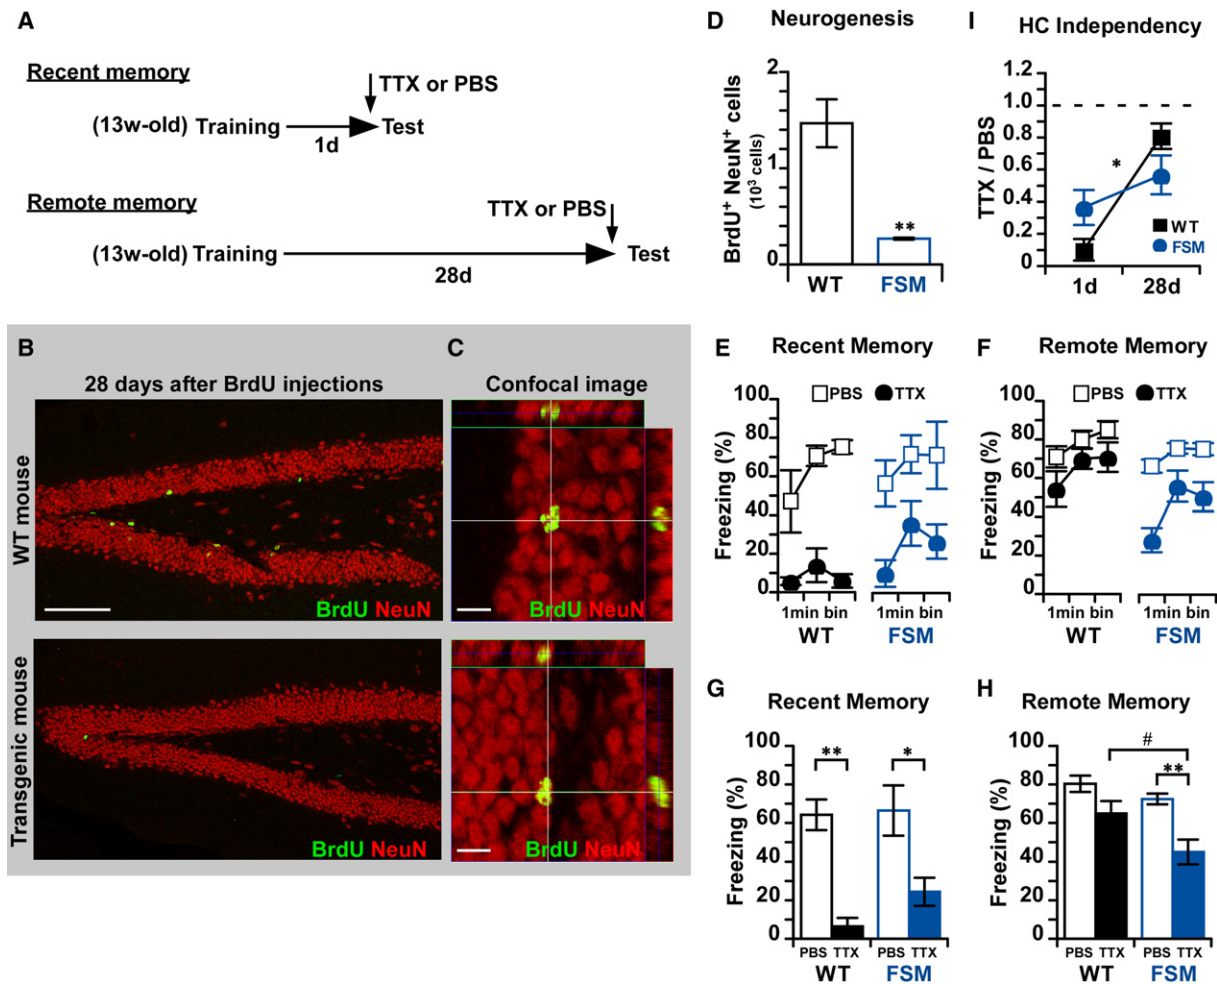 A
Recent memory
TTX or PBS
(13w-old) Training
Test
1d
Remote memory
TTX or PBS
(13w-old) Training
Test
28d
B
28 days after BrdU injections
WT mouse
BrdU NeuN
Transgenic mouse
BrdU NeuN
C
Confocal image
BrdU NeuN
BrdU NeuN
D
Neurogenesis
BrdU⁺ NeuN⁺ cells
(10³ cells)
2
1
0
**
WT
FSM
I
HC Independency
TTX / PBS
1.2
1.0
0.8
0.6
0.4
0.2
0
*
WT
FSM
1d
28d
E
Recent Memory
PBS
TTX
Freezing (%)
100
80
60
40
20
0
1min bin
1min bin
WT
FSM
F
Remote Memory
PBS
TTX
Freezing (%)
100
80
60
40
20
0
1min bin
1min bin
WT
FSM
G
Recent Memory
Freezing (%)
100
80
60
40
20
0
**
*
PBS TTX
PBS TTX
WT
FSM
H
Remote Memory
Freezing (%)
100
80
60
40
20
0
#
**
PBS TTX
PBS TTX
WT
FSM